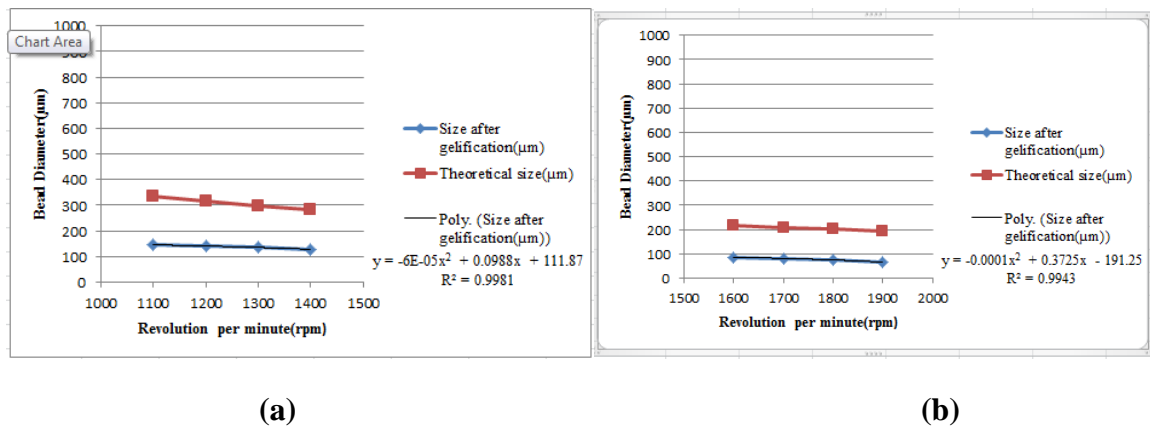 1000
Chart Area
900
800
700
600
500
400
300
200
100
0
1000 1100 1200 1300 1400 1500
Bead Diameter(µm)
Revolution per minute(rpm)
Size after
gelification(µm)
Theoretical size(µm)
Poly. (Size after
gelification(µm))
y = -6E-05x² + 0.0988x + 111.87
R² = 0.9981
(a)
1000
900
800
700
600
500
400
300
200
100
0
1500 1600 1700 1800 1900 2000
Bead Diameter(µm)
Revolution per minute(rpm)
Size after
gelification(µm)
Theoretical size(µm)
Poly. (Size after
gelification(µm))
y = -0.0001x² + 0.3725x - 191.25
R² = 0.9943
(b)